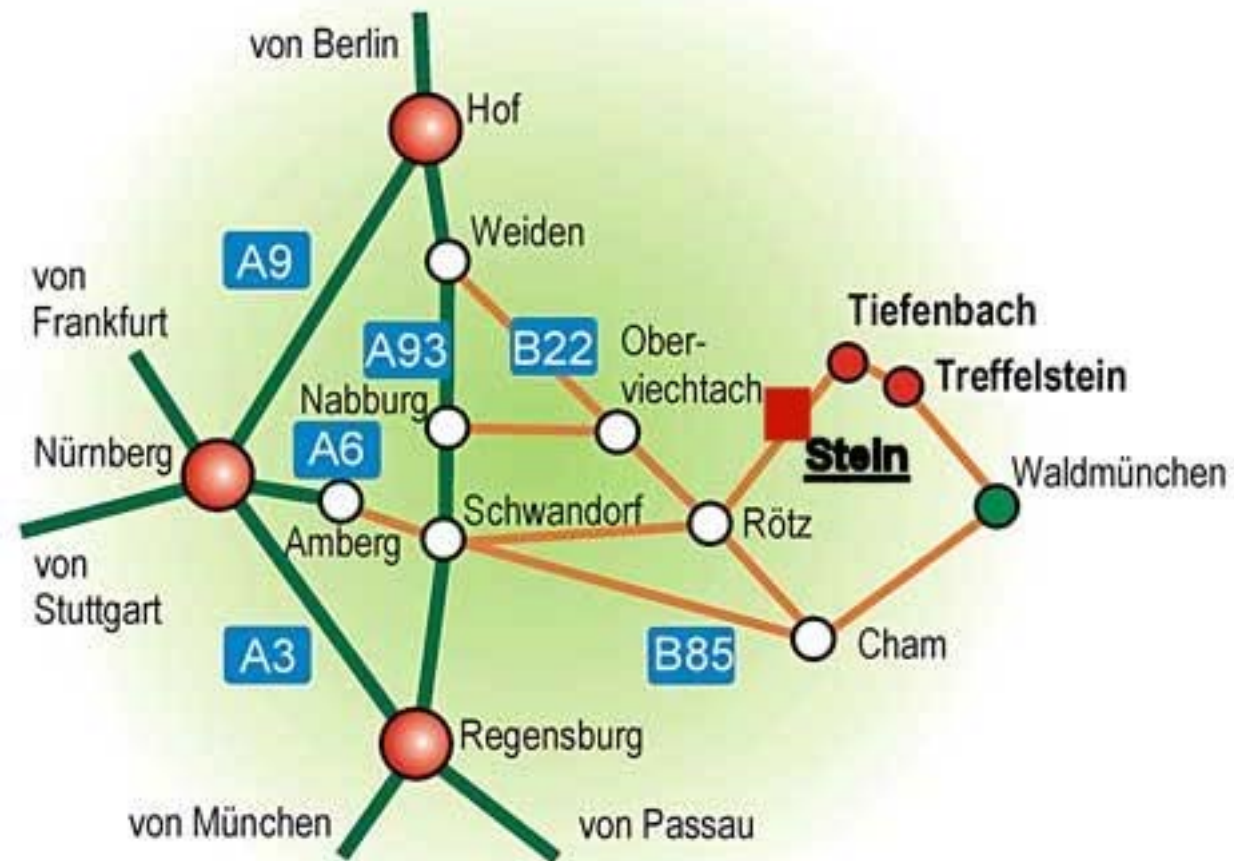 von Berlin
Hof
Weiden
A9
von
Frankfurt
A93
B22
Ober-
viechtach
Tiefenbach
Treffelstein
Nabburg
Nürnberg
A6
Stein
Waldmünchen
Schwandorf
Rötz
Amberg
von
Stuttgart
A3
B85
Cham
Regensburg
von München
von Passau